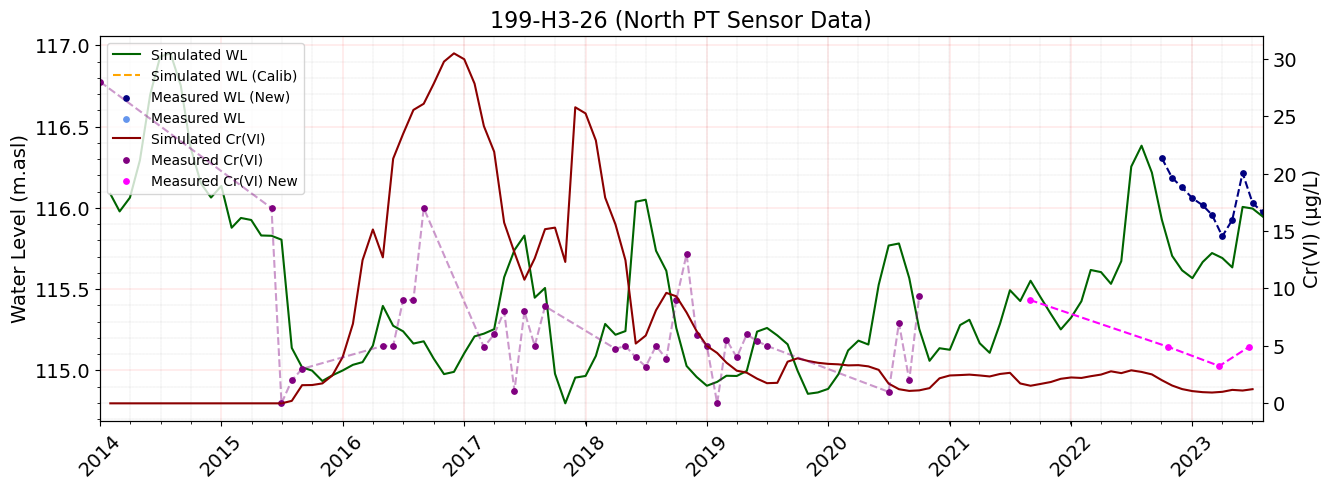 199-H3-26 (North PT Sensor Data)
117.0
116.5
116.0
115.5
115.0
Water Level (m.asl)
Simulated WL
Simulated WL (Calib)
Measured WL (New)
Measured WL
Simulated Cr(VI)
Measured Cr(VI)
Measured Cr(VI) New
30
25
20
15
10
5
0
Cr(VI) (μg/L)
2014
2015
2016
2017
2018
2019
2020
2021
2022
2023